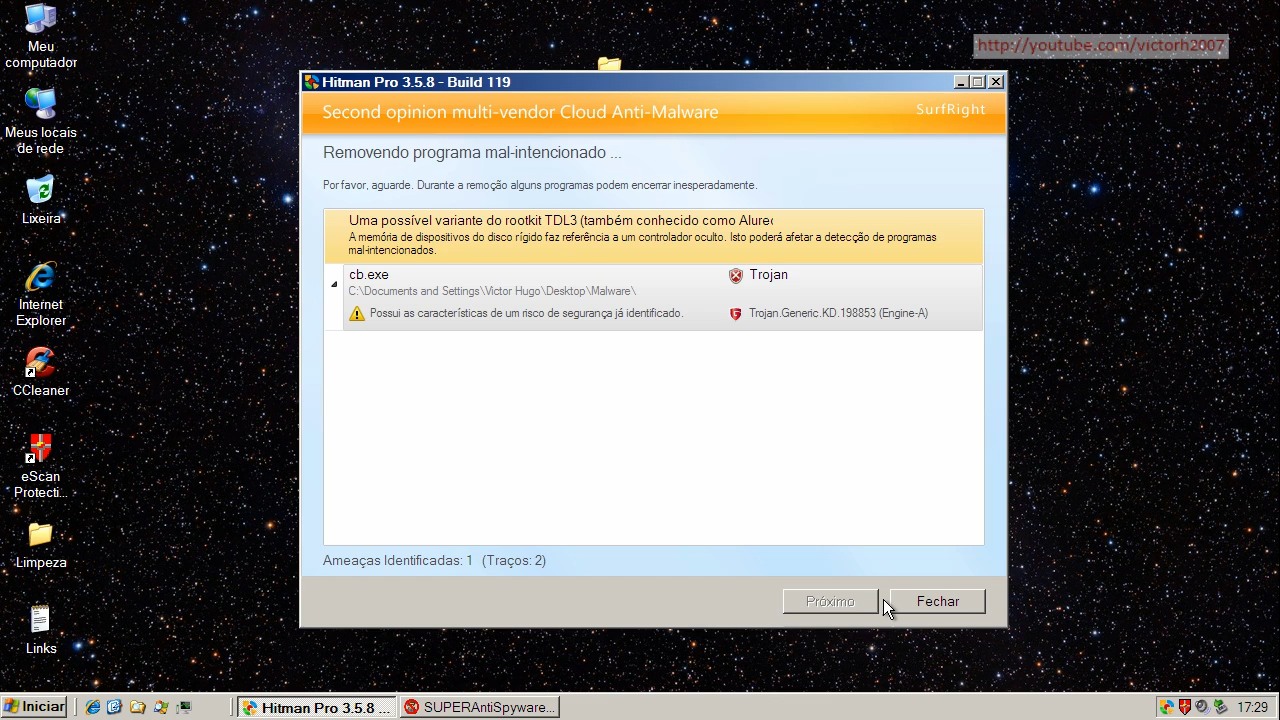 Meu
computador
Meus locais
de rede
Lixeira
Internet
Explorer
CCleaner
eScan
Protecti...
Limpeza
Links
http://youtube.com/victorh2007
Hitman Pro 3.5.8 - Build 119
Second opinion multi-vendor Cloud Anti-Malware
SurfRight
Removendo programa mal-intencionado ...
Por favor, aguarde. Durante a remoção alguns programas podem encerrar inesperadamente.
Uma possível variante do rootkit TDL3 (também conhecido como Alurec
A memória de dispositivos do disco rígido faz referência a um controlador oculto. Isto poderá afetar a detecção de programas
mal-intencionados.
cb.exe
Trojan
C:\Documents and Settings\Victor Hugo\Desktop\Malware\
Possui as características de um risco de segurança já identificado.
Trojan.Generic.KD.198853 (Engine-A)
Ameaças Identificadas: 1 (Traços: 2)
Próximo
Fechar
Iniciar
Hitman Pro 3.5.8 ...
SUPERAntiSpyware...
17:29